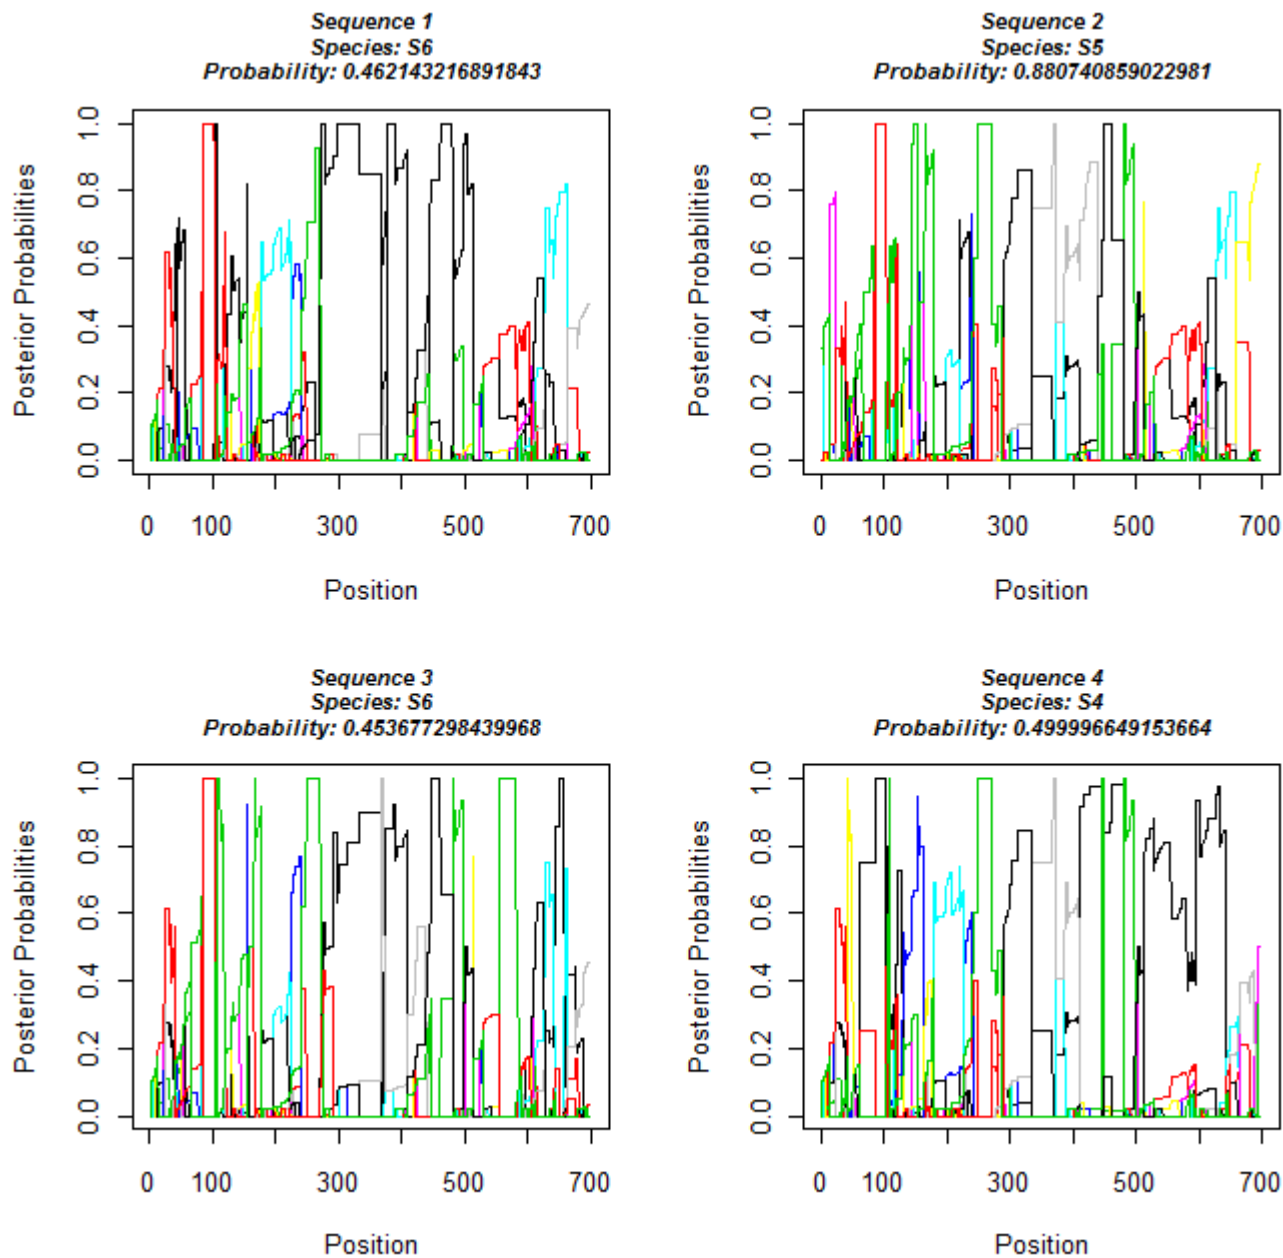 Sequence 1
Species: S6
Probability: 0.462143216891843
Posterior Probabilities
0.0 0.2 0.4 0.6 0.8 1.0
0 100 300 500 700
Position
Sequence 2
Species: S5
Probability: 0.880740859022981
Posterior Probabilities
0.0 0.2 0.4 0.6 0.8 1.0
0 100 300 500 700
Position
Sequence 3
Species: S6
Probability: 0.453677298439968
Posterior Probabilities
0.0 0.2 0.4 0.6 0.8 1.0
0 100 300 500 700
Position
Sequence 4
Species: S4
Probability: 0.499996649153664
Posterior Probabilities
0.0 0.2 0.4 0.6 0.8 1.0
0 100 300 500 700
Position